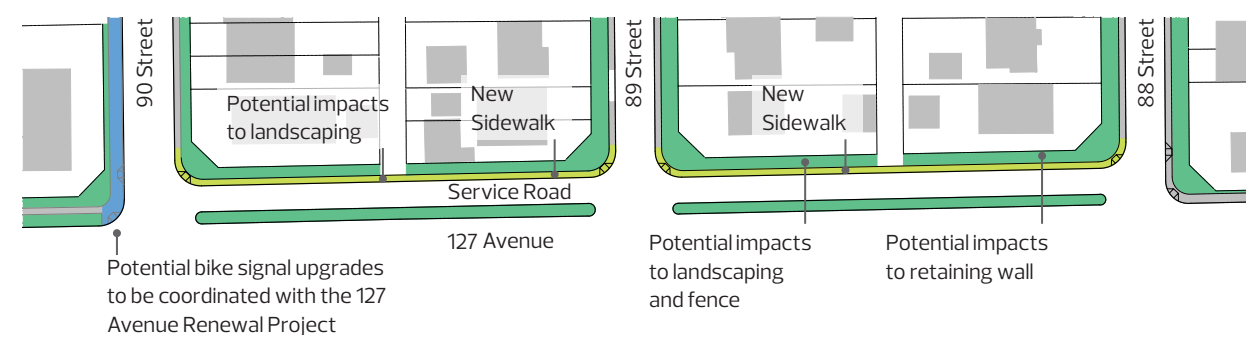 90 Street
89 Street
88 Street
Potential impacts
to landscaping
New
Sidewalk
New
Sidewalk
Service Road
127 Avenue
Potential bike signal upgrades
to be coordinated with the 127
Avenue Renewal Project
Potential impacts
to landscaping
and fence
Potential impacts
to retaining wall